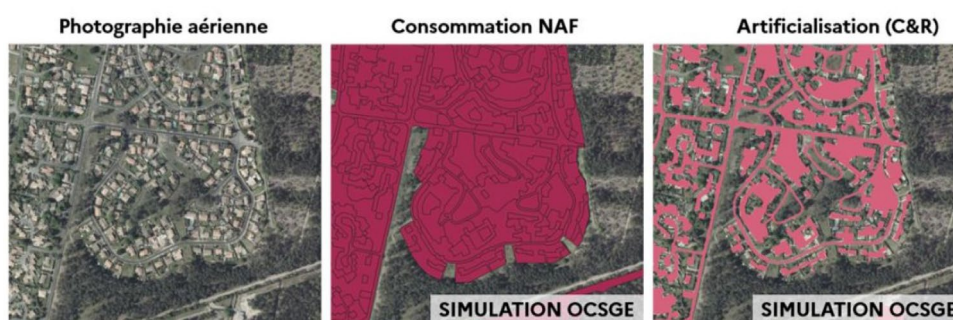 Photographie aérienne
Consommation NAF
Artificialisation (C&R)
SIMULATION OCSGE
SIMULATION OCSGE